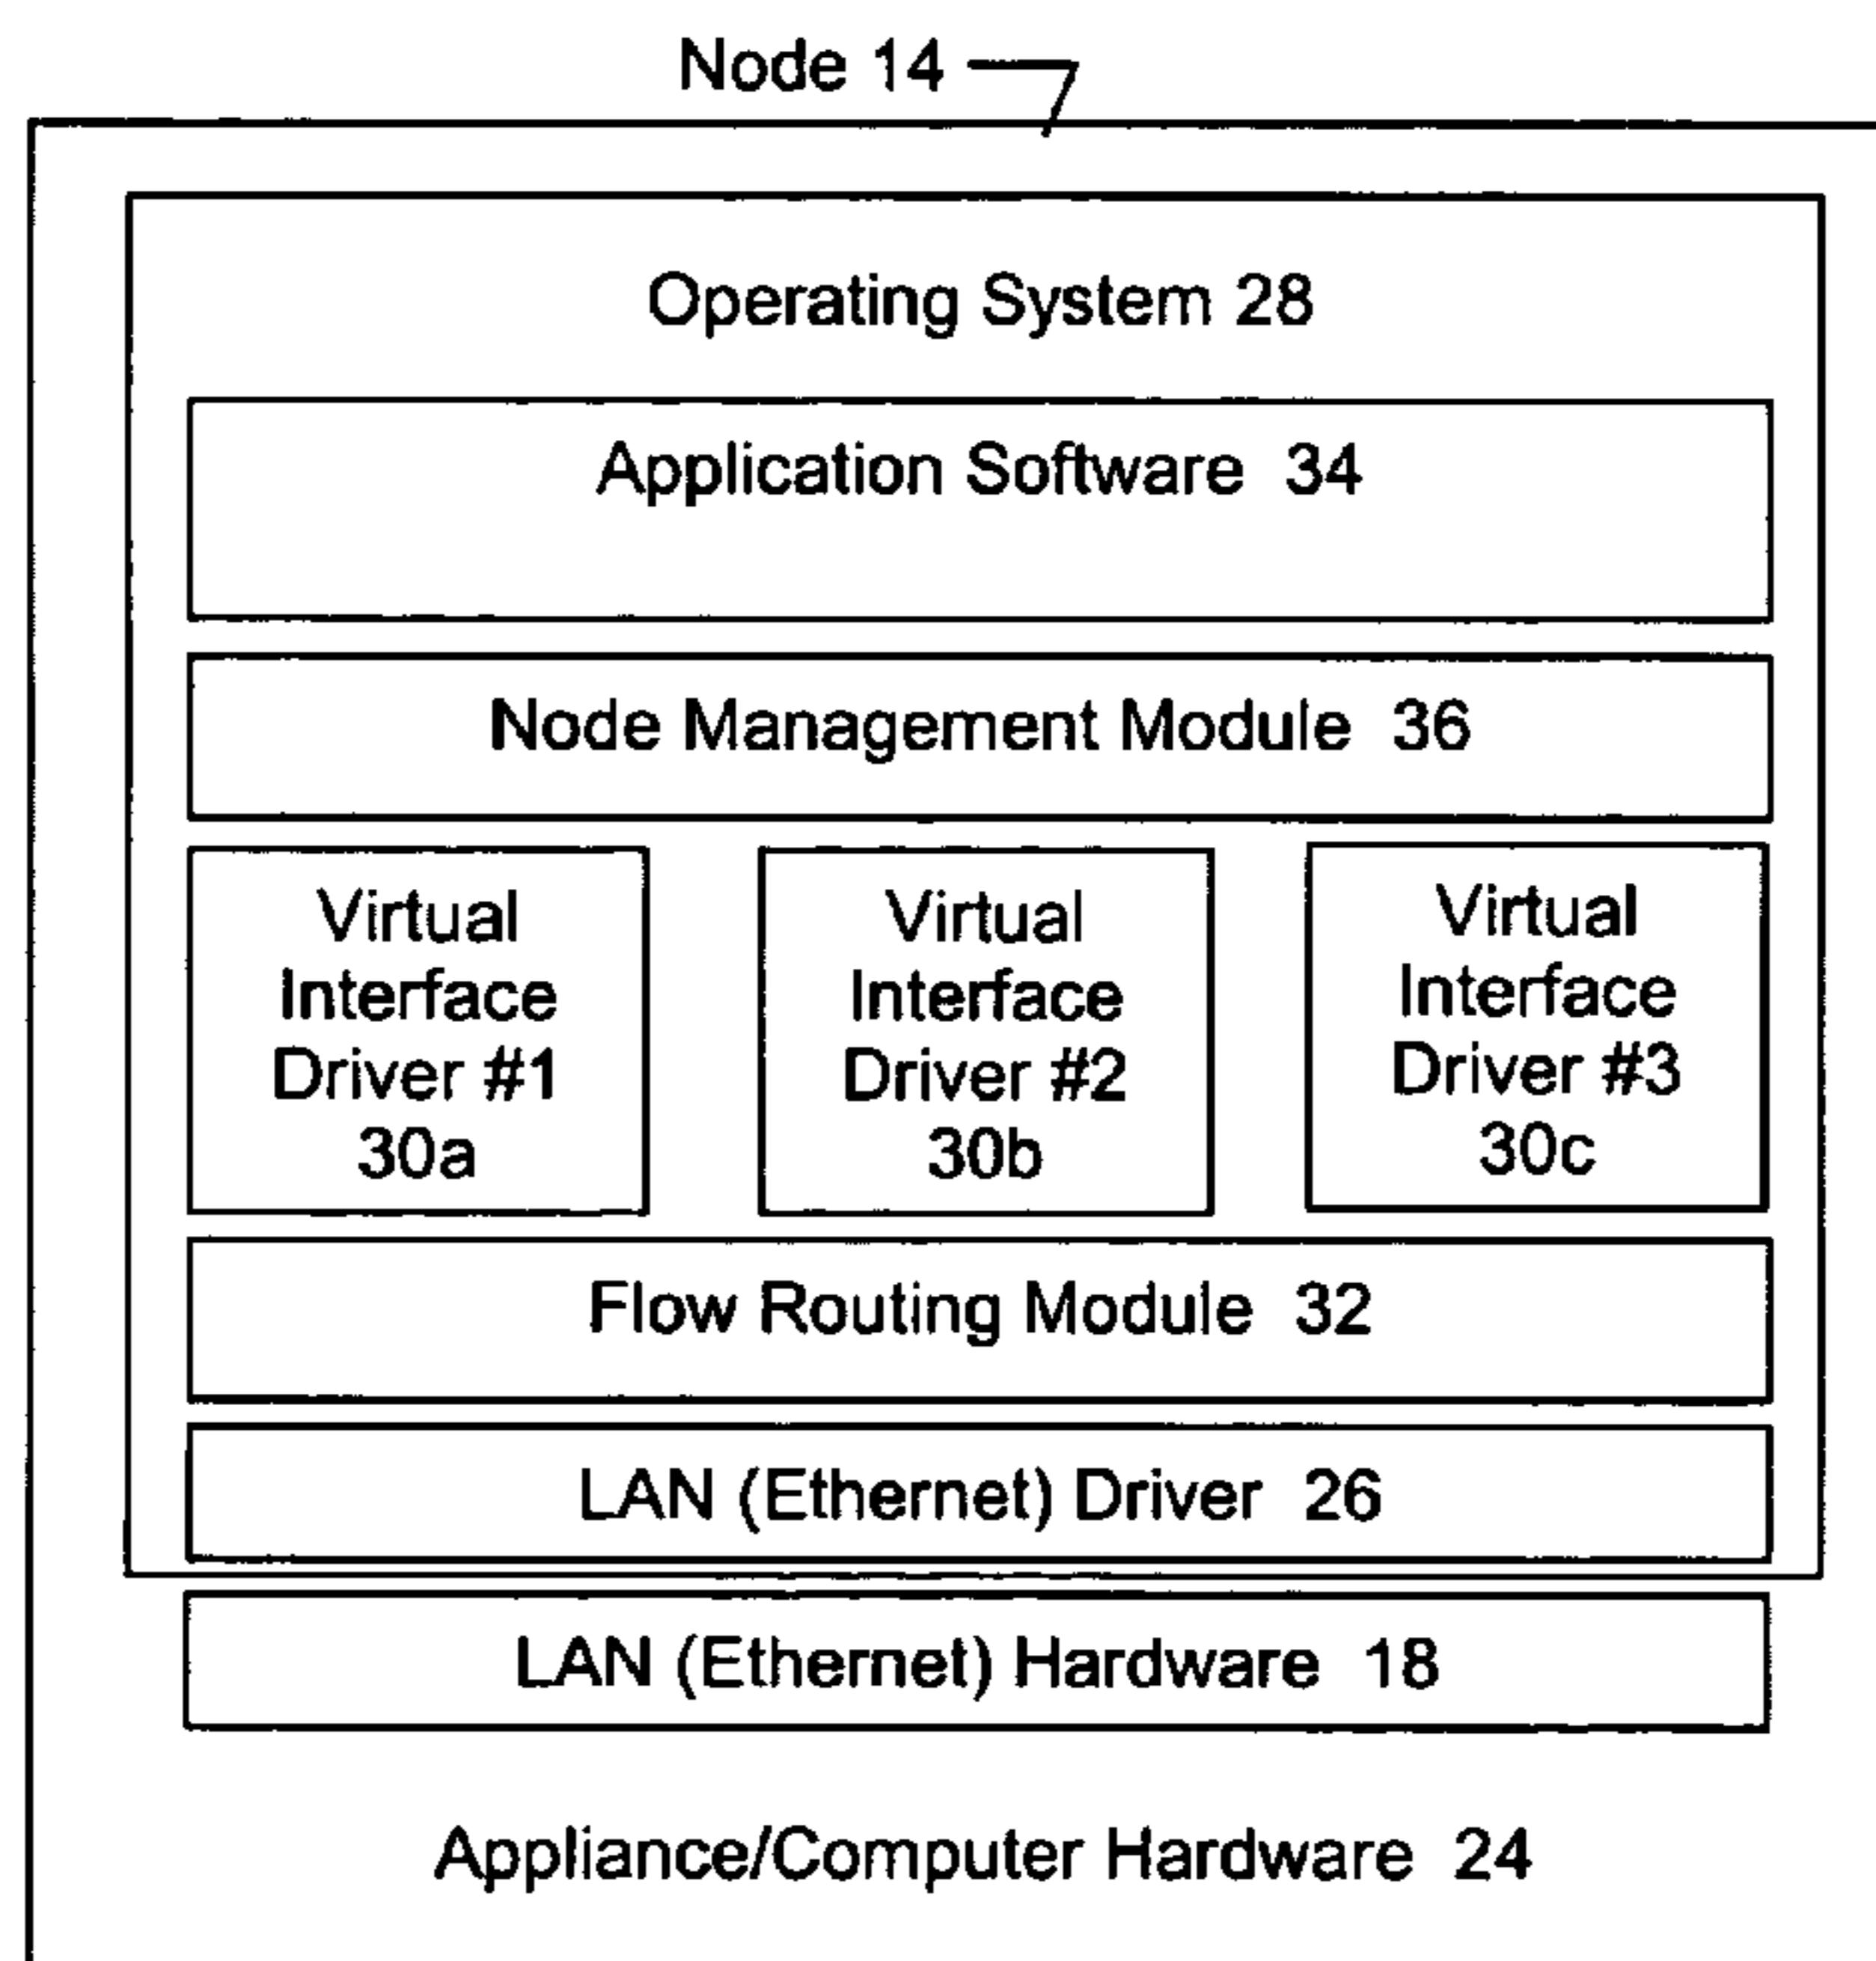 Node 14
Operating System 28
Application Software 34
Node Management Module 36
Virtual
Interface
Driver #1
30a
Virtual
Interface
Driver #2
30b
Virtual
Interface
Driver #3
30c
Flow Routing Module 32
LAN (Ethernet) Driver 26
LAN (Ethernet) Hardware 18
Appliance/Computer Hardware 24